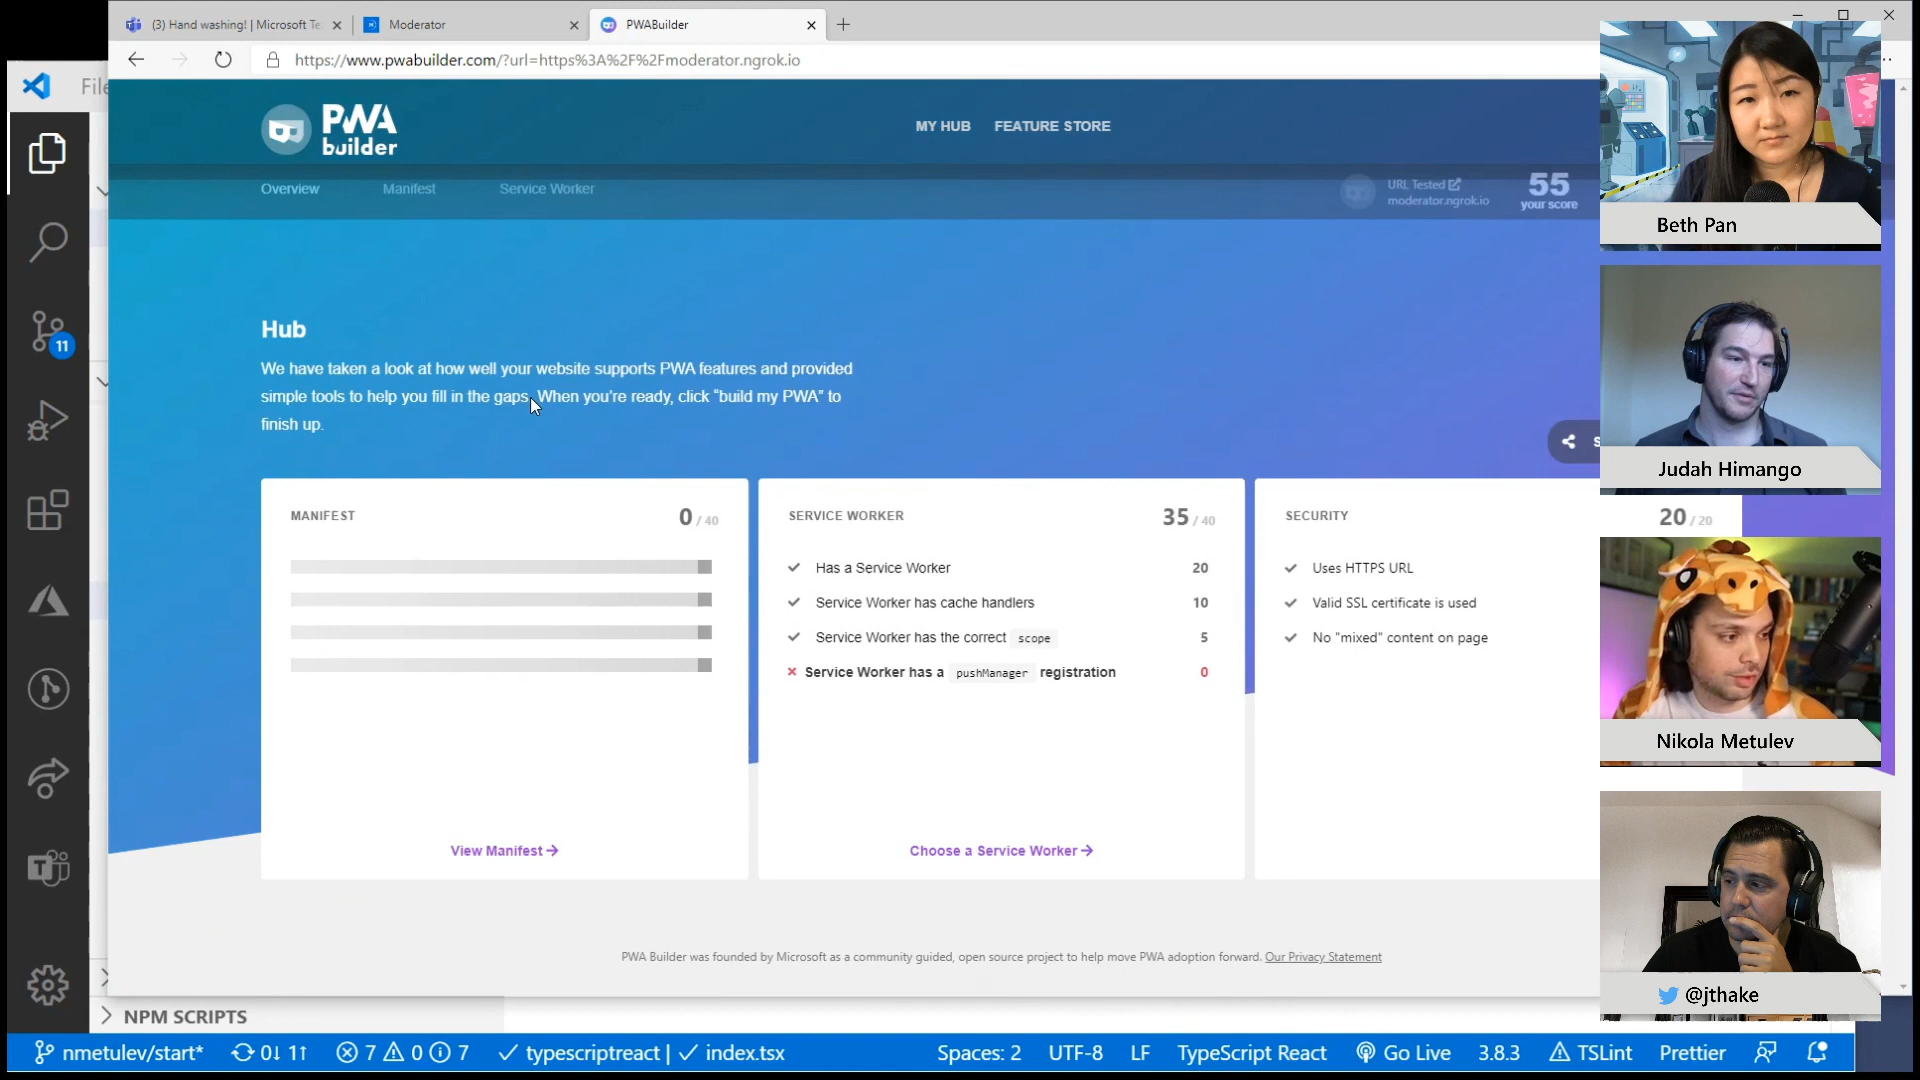 (3) Hand washing! | Microsoft Te
Moderator
PWABuilder
https://www.pwabuilder.com/?url=https%3A%2F%2Fmoderator.ngrok.io
File
PWA
builder
MY HUB
FEATURE STORE
Overview
Manifest
Service Worker
URL Tested
moderator.ngrok.io
55
your score
Beth Pan
Hub
We have taken a look at how well your website supports PWA features and provided
simple tools to help you fill in the gaps. When you're ready, click "build my PWA" to
finish up.
11
S
Judah Himango
MANIFEST
0 / 40
View Manifest
SERVICE WORKER
35 / 40
Has a Service Worker 20
Service Worker has cache handlers 10
Service Worker has the correct scope 5
Service Worker has a pushManager registration 0
Choose a Service Worker
SECURITY
20 / 20
Uses HTTPS URL
Valid SSL certificate is used
No "mixed" content on page
Nikola Metulev
@jthake
PWA Builder was founded by Microsoft as a community guided, open source project to help move PWA adoption forward. Our Privacy Statement
NPM SCRIPTS
nmetulev/start* 0↓ 1↑ 7 0 7 typescriptreact | index.tsx Spaces: 2 UTF-8 LF TypeScript React Go Live 3.8.3 TSLint Prettier